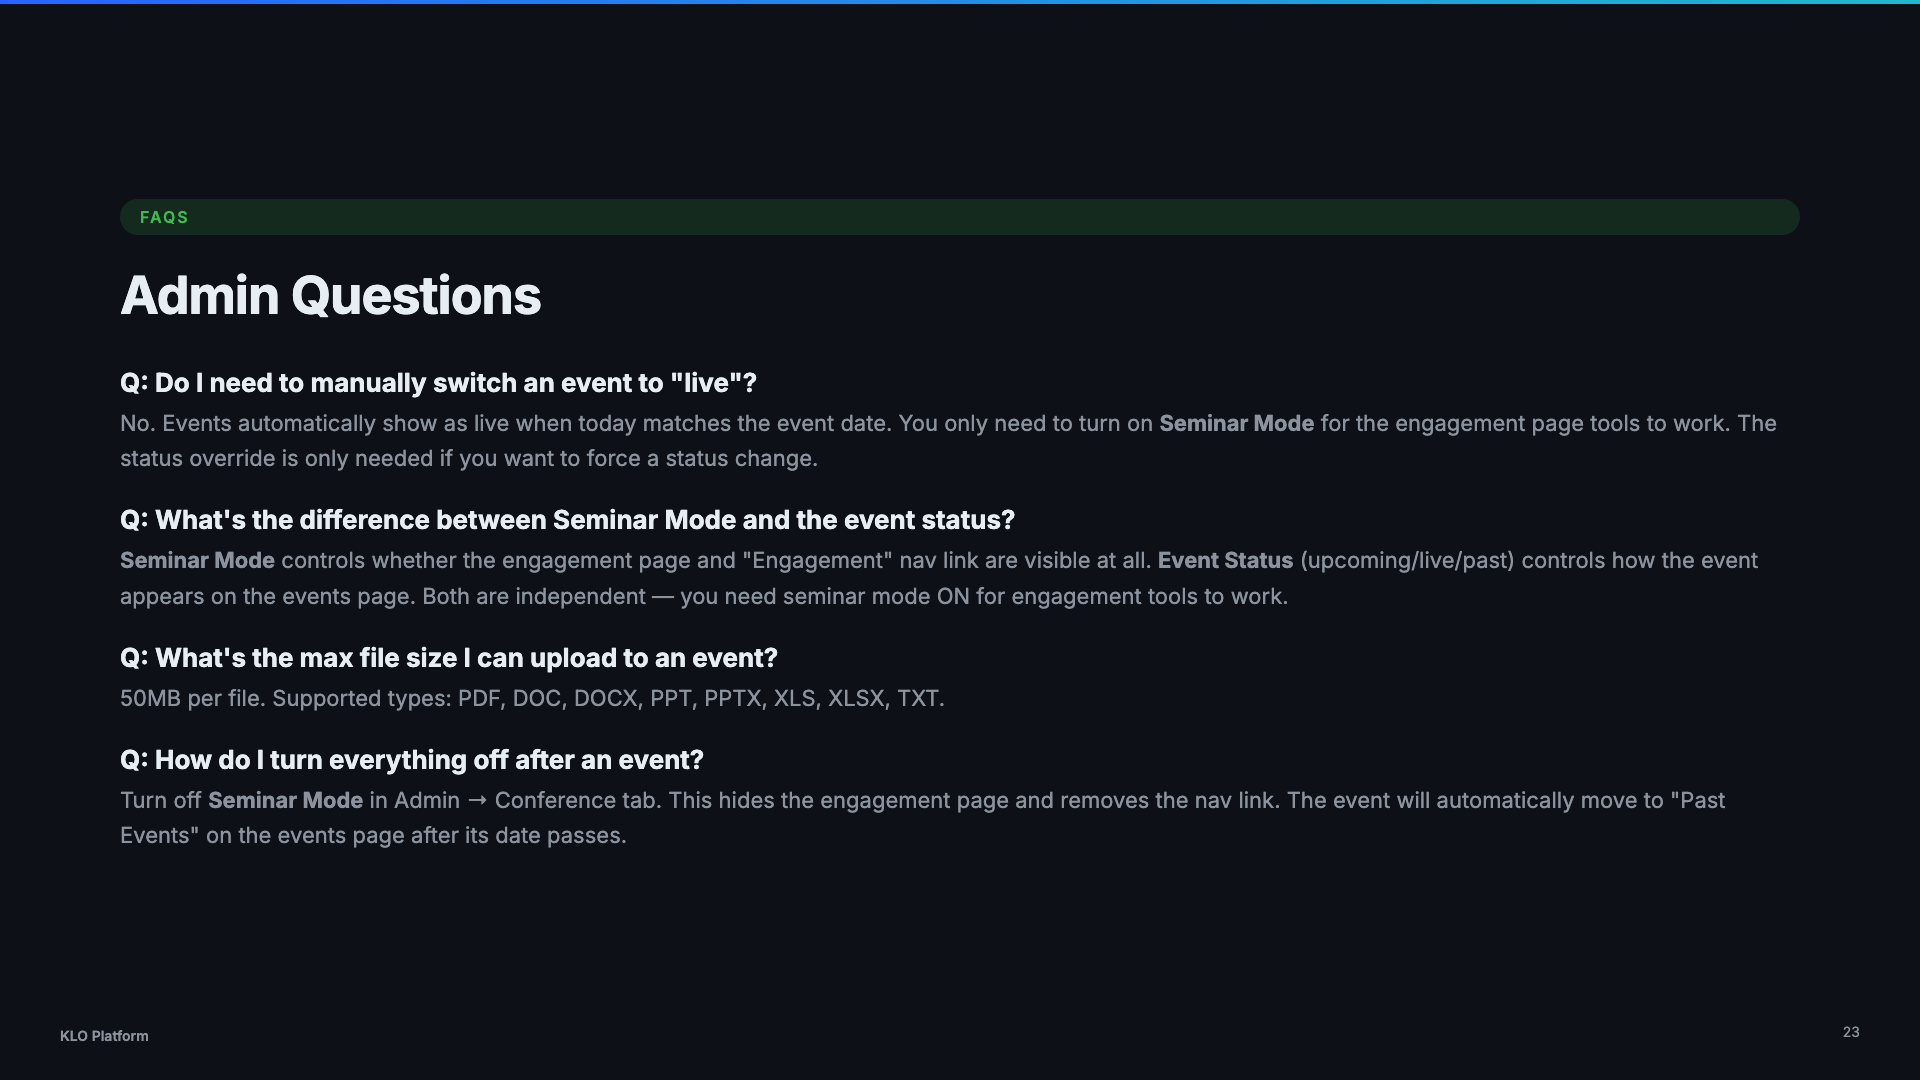 FAQS
Admin Questions
Q: Do I need to manually switch an event to "live"?
No. Events automatically show as live when today matches the event date. You only need to turn on Seminar Mode for the engagement page tools to work. The
status override is only needed if you want to force a status change.
Q: What's the difference between Seminar Mode and the event status?
Seminar Mode controls whether the engagement page and "Engagement" nav link are visible at all. Event Status (upcoming/live/past) controls how the event
appears on the events page. Both are independent — you need seminar mode ON for engagement tools to work.
Q: What's the max file size I can upload to an event?
50MB per file. Supported types: PDF, DOC, DOCX, PPT, PPTX, XLS, XLSX, TXT.
Q: How do I turn everything off after an event?
Turn off Seminar Mode in Admin → Conference tab. This hides the engagement page and removes the nav link. The event will automatically move to "Past
Events" on the events page after its date passes.
KLO Platform
23